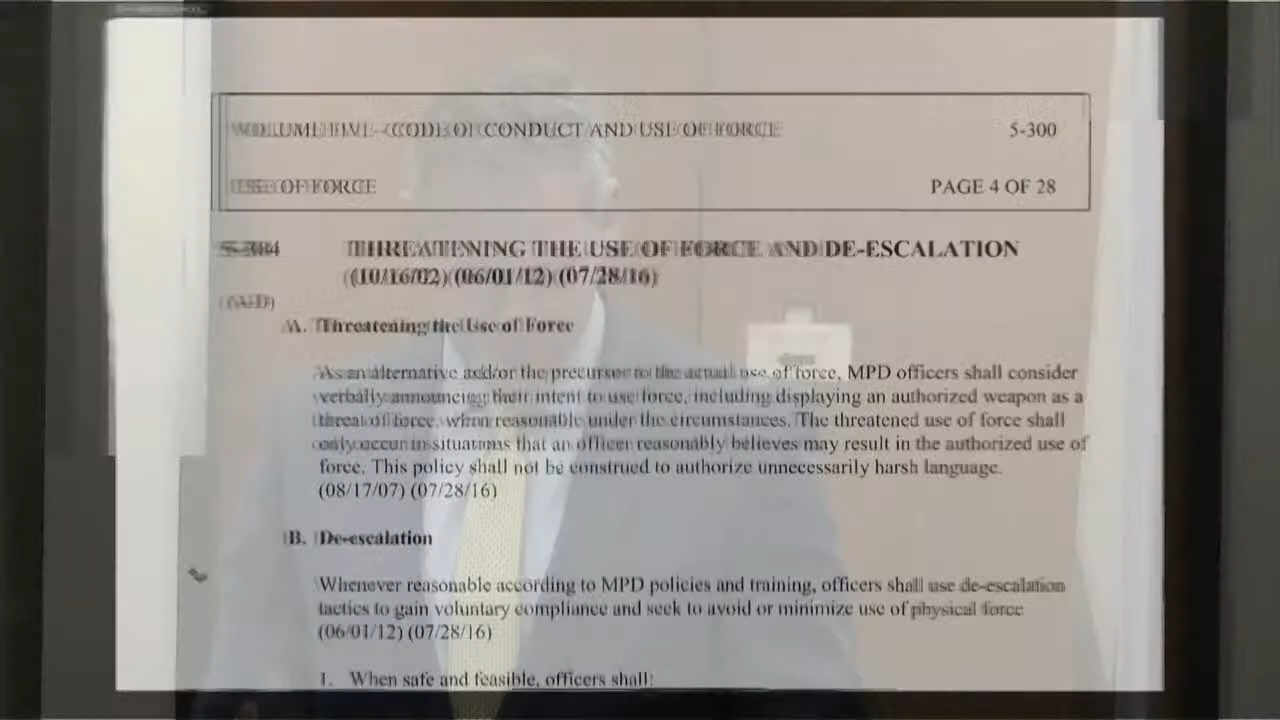 VOLUME FIVE – CODE OF CONDUCT AND USE OF FORCE 5-300
USE OF FORCE PAGE 4 OF 28
5-304 THREATENING THE USE OF FORCE AND DE-ESCALATION
(10/16/02) (06/01/12) (07/28/16)
(A-D)
A. Threatening the Use of Force
As an alternative and/or the precursor to the actual use of force, MPD officers shall consider
verbally announcing their intent to use force, including displaying an authorized weapon as a
threat of force, when reasonable under the circumstances. The threatened use of force shall
only occur in situations that an officer reasonably believes may result in the authorized use of
force. This policy shall not be construed to authorize unnecessarily harsh language.
(08/17/07) (07/28/16)
B. De-escalation
Whenever reasonable according to MPD policies and training, officers shall use de-escalation
tactics to gain voluntary compliance and seek to avoid or minimize use of physical force
(06/01/12) (07/28/16)
1. When safe and feasible, officers shall: